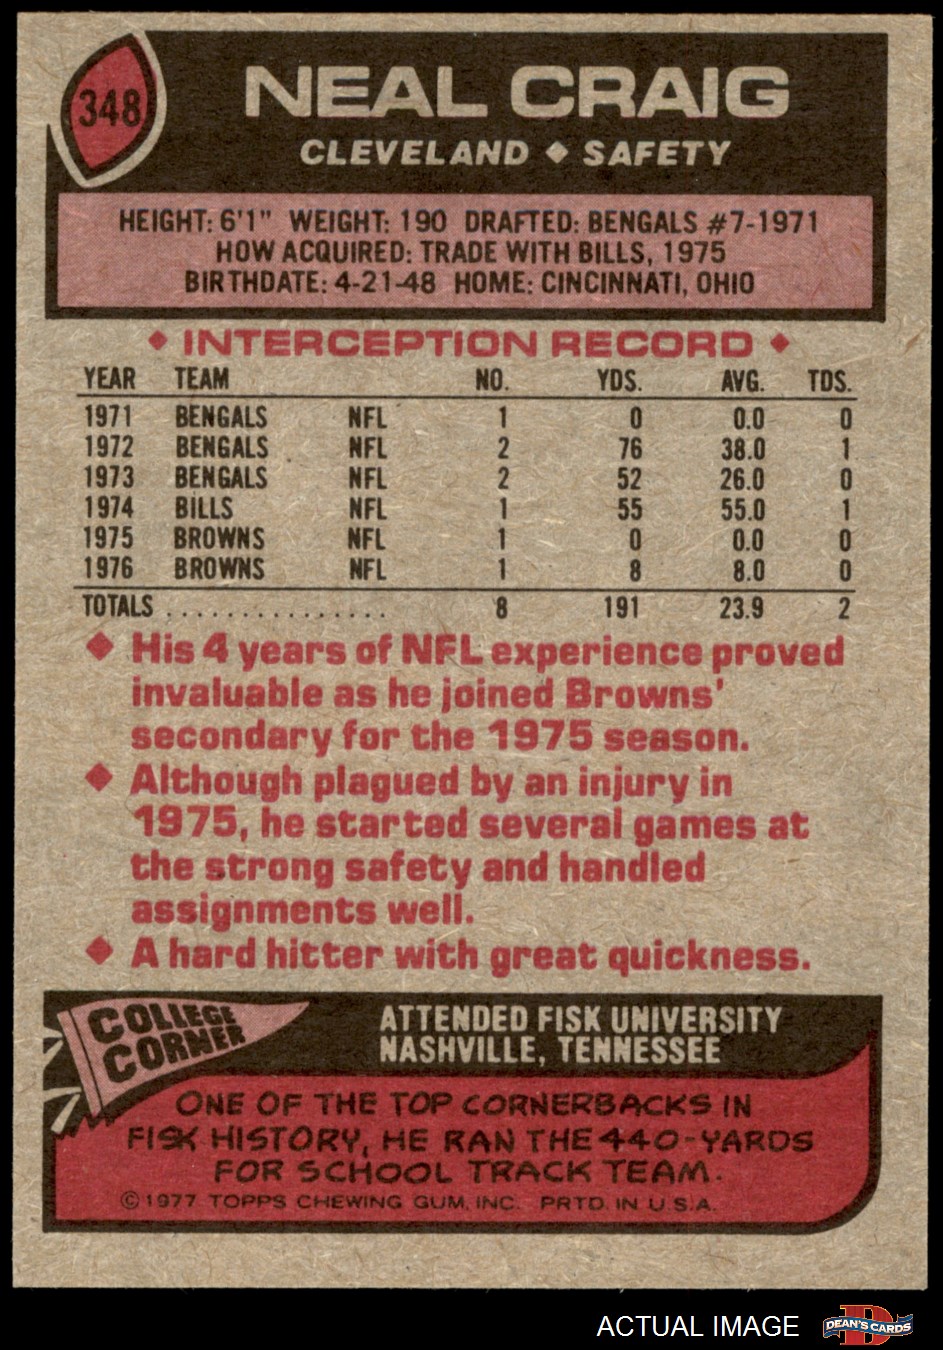 348
NEAL CRAIG
CLEVELAND ◆ SAFETY
HEIGHT: 6'1" WEIGHT: 190 DRAFTED: BENGALS #7-1971
HOW ACQUIRED: TRADE WITH BILLS, 1975
BIRTHDATE: 4-21-48 HOME: CINCINNATI, OHIO
◆ INTERCEPTION RECORD ◆
YEAR TEAM NO. YDS. AVG. TDS.
1971 BENGALS NFL 1 0 0.0 0
1972 BENGALS NFL 2 76 38.0 1
1973 BENGALS NFL 2 52 26.0 0
1974 BILLS NFL 1 55 55.0 1
1975 BROWNS NFL 1 0 0.0 0
1976 BROWNS NFL 1 8 8.0 0
TOTALS ............... 8 191 23.9 2
◆ His 4 years of NFL experience proved
invaluable as he joined Browns'
secondary for the 1975 season.
◆ Although plagued by an injury in
1975, he started several games at
the strong safety and handled
assignments well.
◆ A hard hitter with great quickness.
COLLEGE
CORNER
ATTENDED FISK UNIVERSITY
NASHVILLE, TENNESSEE
ONE OF THE TOP CORNERBACKS IN
FISK HISTORY, HE RAN THE 440-YARDS
FOR SCHOOL TRACK TEAM.
© 1977 TOPPS CHEWING GUM, INC. PRTD. IN U.S.A.
ACTUAL IMAGE
D
DEAN'S CARDS